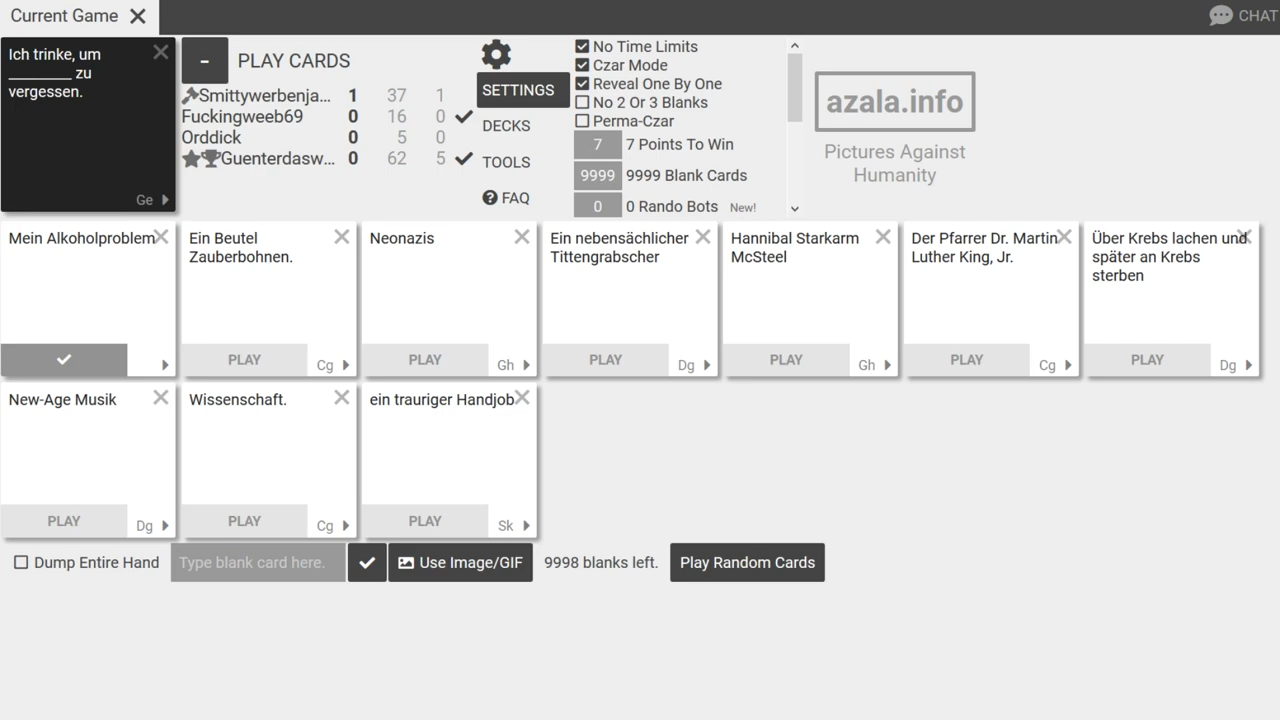 Current Game
CHAT
Ich trinke, um
________ zu
vergessen.
Ge
-
PLAY CARDS
Smittywerbenja... 1 37 1
Fuckingweeb69 0 16 0
Orddick 0 5 0
Guenterdasw... 0 62 5
SETTINGS
DECKS
TOOLS
FAQ
No Time Limits
Czar Mode
Reveal One By One
No 2 Or 3 Blanks
Perma-Czar
7 7 Points To Win
9999 9999 Blank Cards
0 0 Rando Bots New!
azala.info
Pictures Against
Humanity
Mein Alkoholproblem
Ein Beutel
Zauberbohnen.
PLAY
Cg
Neonazis
PLAY
Gh
Ein nebensächlicher
Tittengrabscher
PLAY
Dg
Hannibal Starkarm
McSteel
PLAY
Gh
Der Pfarrer Dr. Martin
Luther King, Jr.
PLAY
Cg
Über Krebs lachen und
später an Krebs
sterben
PLAY
Dg
New-Age Musik
PLAY
Dg
Wissenschaft.
PLAY
Cg
ein trauriger Handjob
PLAY
Sk
Dump Entire Hand
Type blank card here.
Use Image/GIF
9998 blanks left.
Play Random Cards